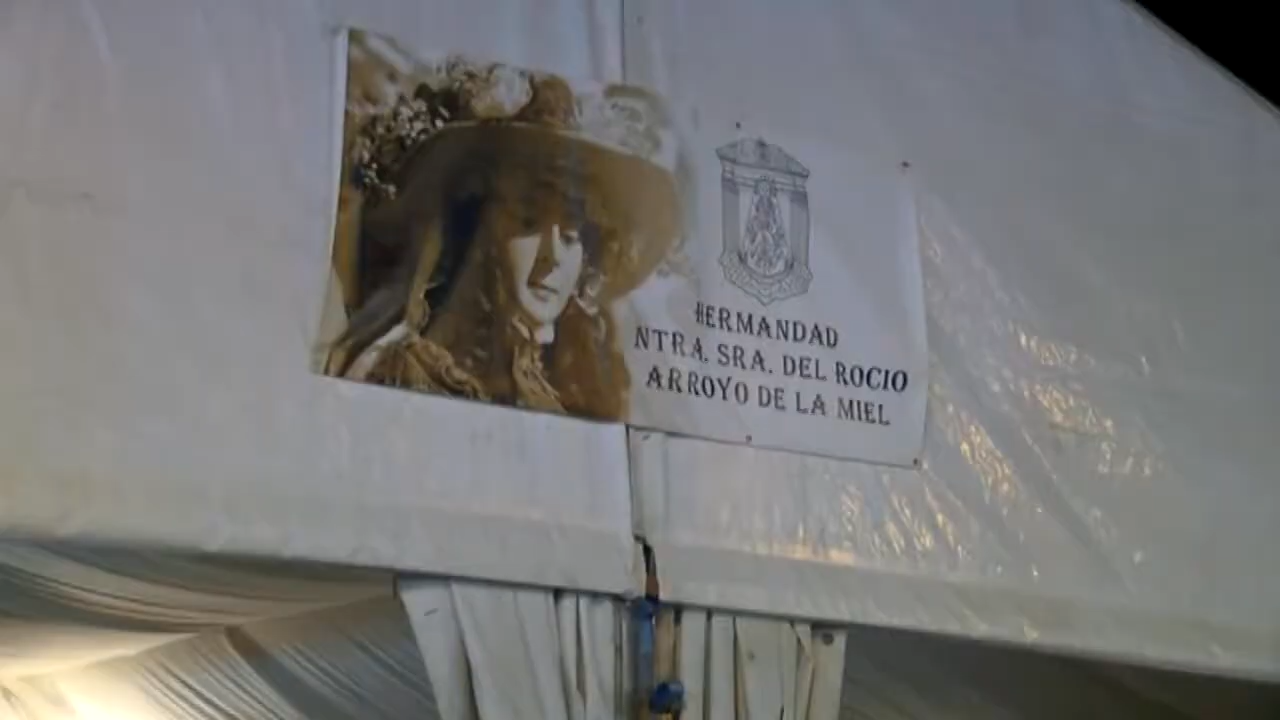 HERMANDAD
NTRA. SRA. DEL ROCIO
ARROYO DE LA MIEL